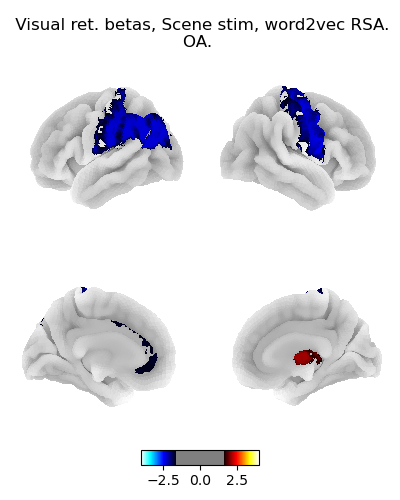 Visual ret. betas, Scene stim, word2vec RSA.
OA.
−2.5 0.0 2.5